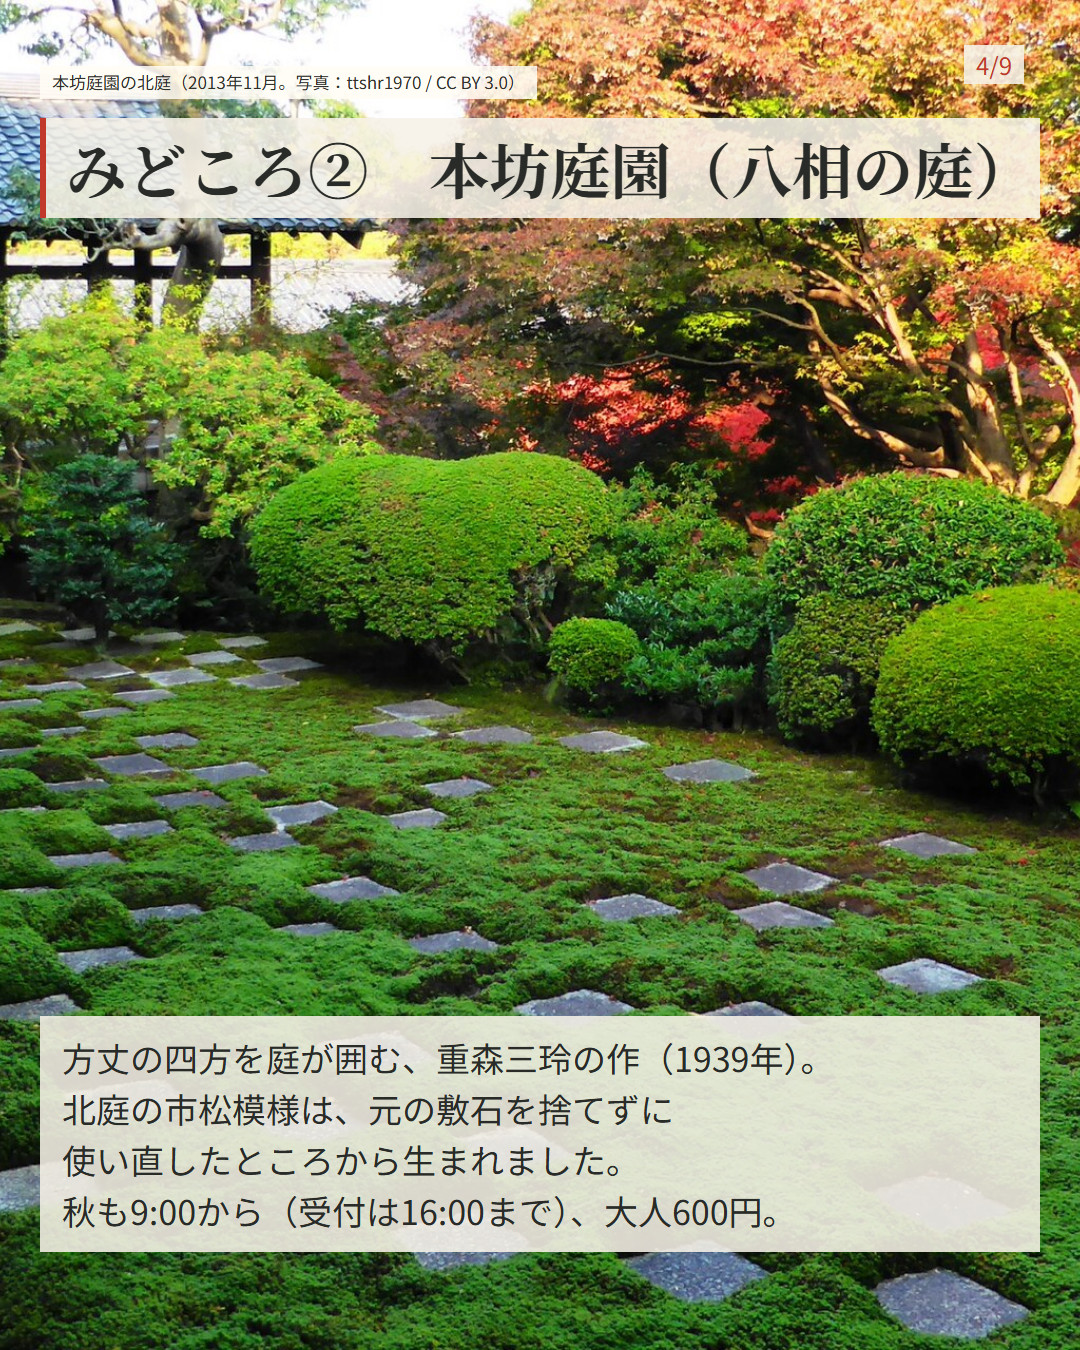 4/9
本坊庭園の北庭（2013年11月。写真：ttshr1970 / CC BY 3.0）
みどころ②　本坊庭園（八相の庭）
方丈の四方を庭が囲む、重森三玲の作（1939年）。
北庭の市松模様は、元の敷石を捨てずに
使い直したところから生まれました。
秋も9:00から（受付は16:00まで）、大人600円。